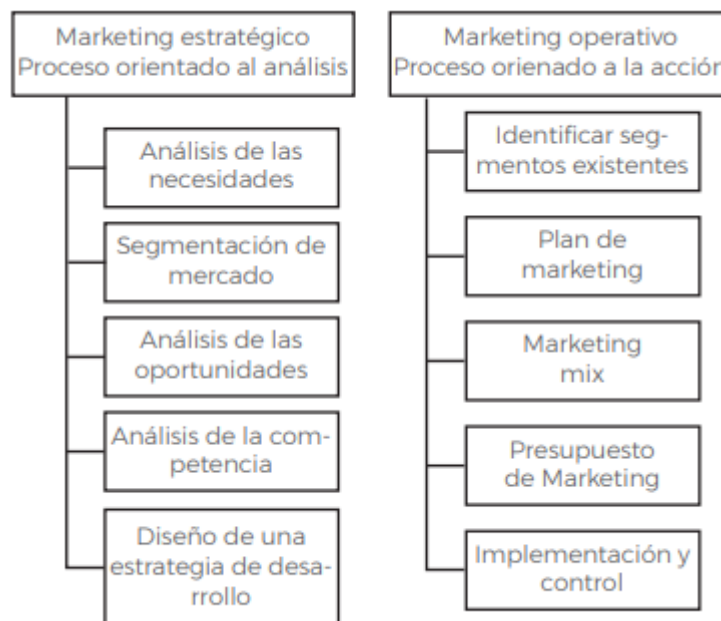 Marketing estratégico
Proceso orientado al análisis
Análisis de las
necesidades
Segmentación de
mercado
Análisis de las
oportunidades
Análisis de la com-
petencia
Diseño de una
estrategia de desa-
rrollo
Marketing operativo
Proceso orienado a la acción
Identificar seg-
mentos existentes
Plan de
marketing
Marketing
mix
Presupuesto
de Marketing
Implementación y
control